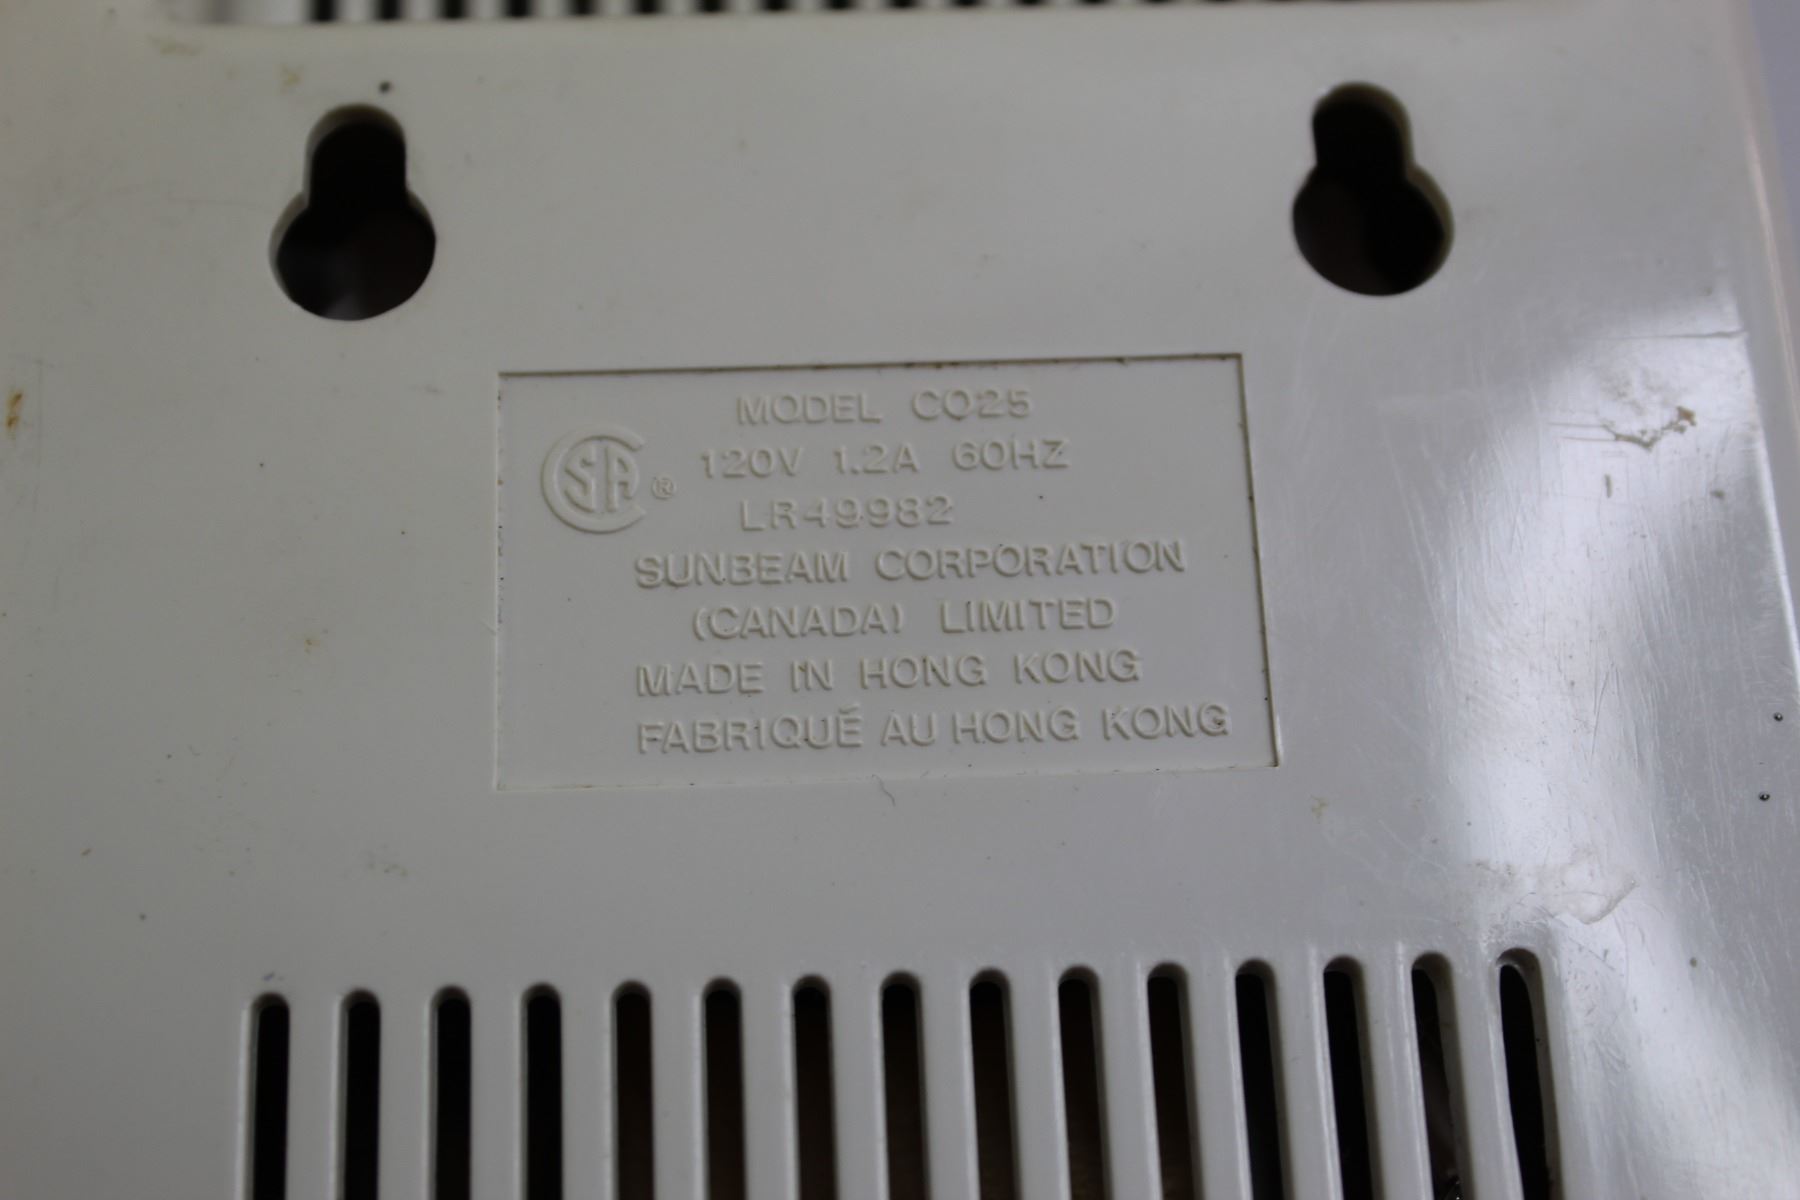 MODEL CO25
CSA ® 120V 1.2A 60HZ
LR49982
SUNBEAM CORPORATION
(CANADA) LIMITED
MADE IN HONG KONG
FABRIQUÉ AU HONG KONG